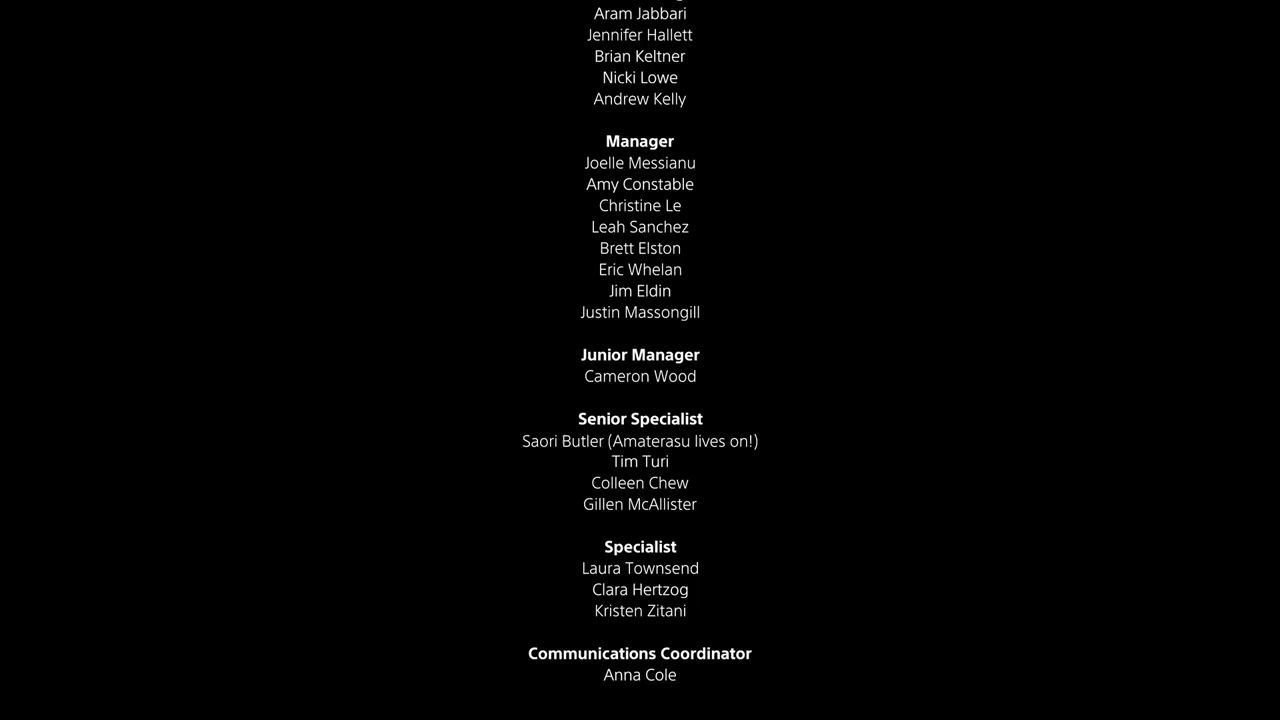 Aram Jabbari
Jennifer Hallett
Brian Keltner
Nicki Lowe
Andrew Kelly
Manager
Joelle Messianu
Amy Constable
Christine Le
Leah Sanchez
Brett Elston
Eric Whelan
Jim Eldin
Justin Massongill
Junior Manager
Cameron Wood
Senior Specialist
Saori Butler (Amaterasu lives on!)
Tim Turi
Colleen Chew
Gillen McAllister
Specialist
Laura Townsend
Clara Hertzog
Kristen Zitani
Communications Coordinator
Anna Cole